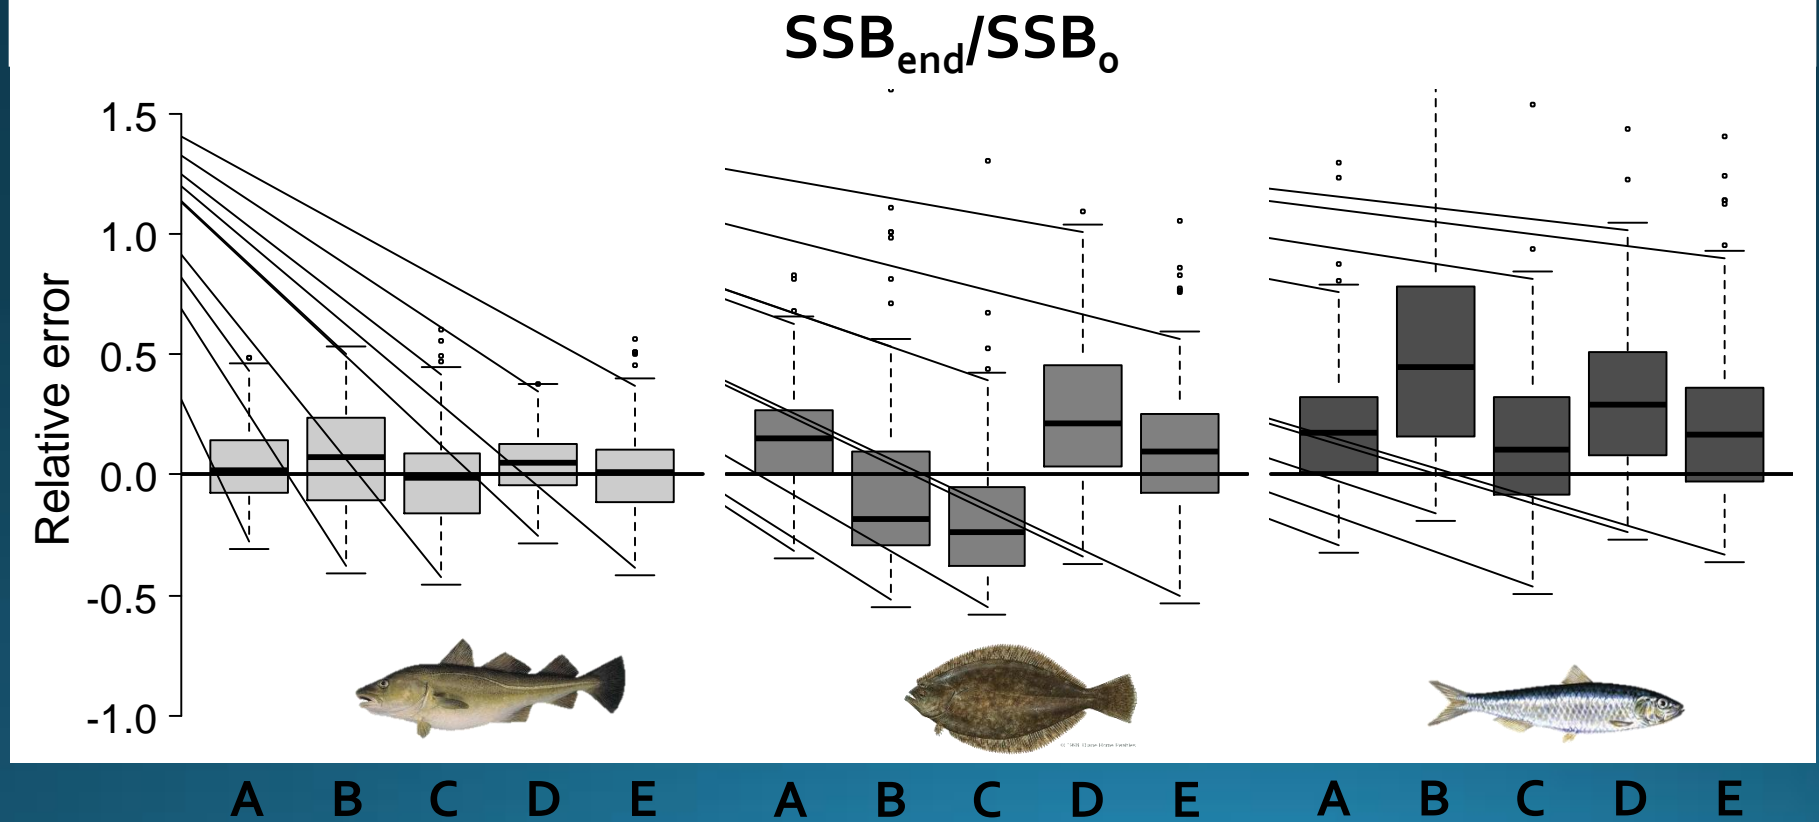 SSBend/SSBo
Relative error
1.5
1.0
0.5
0.0
-0.5
-1.0
A B C D E A B C D E A B C D E